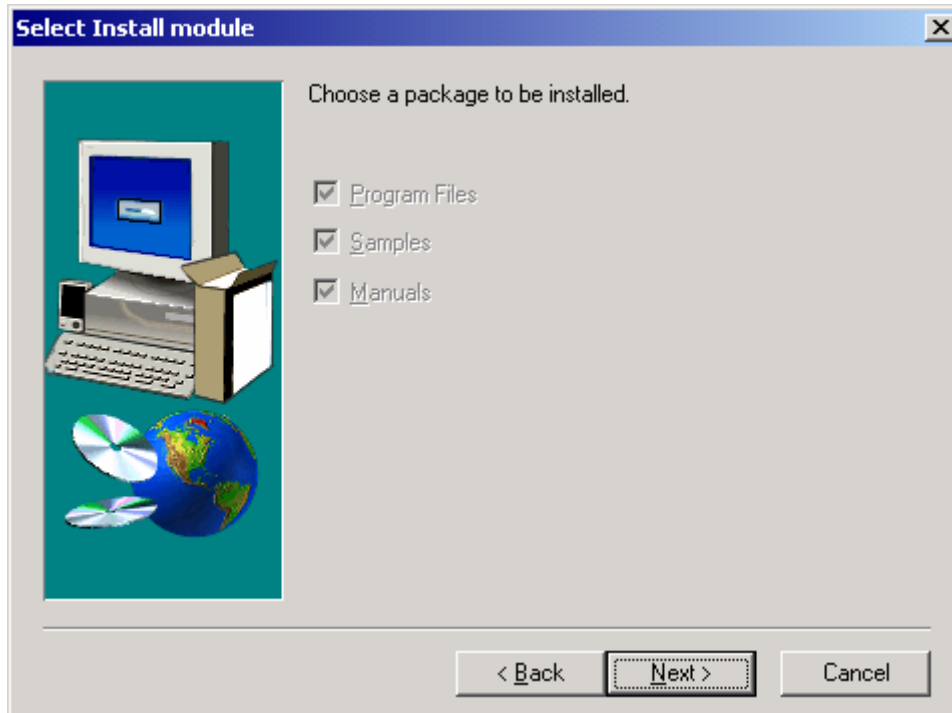 Select Install module
Choose a package to be installed.
Program Files
Samples
Manuals
< Back
Next >
Cancel